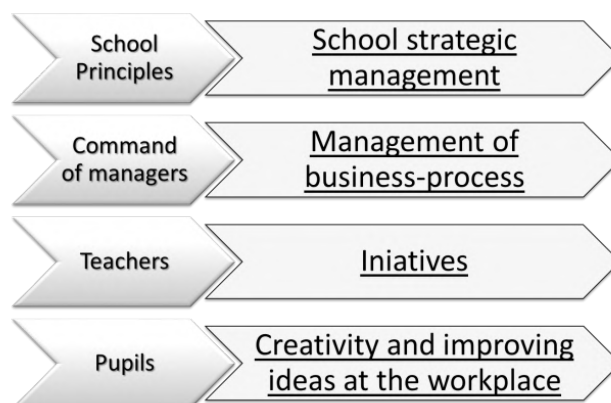 School
Principles
School strategic
management
Command
of managers
Management of
business-process
Teachers
Iniatives
Pupils
Creativity and improving
ideas at the workplace